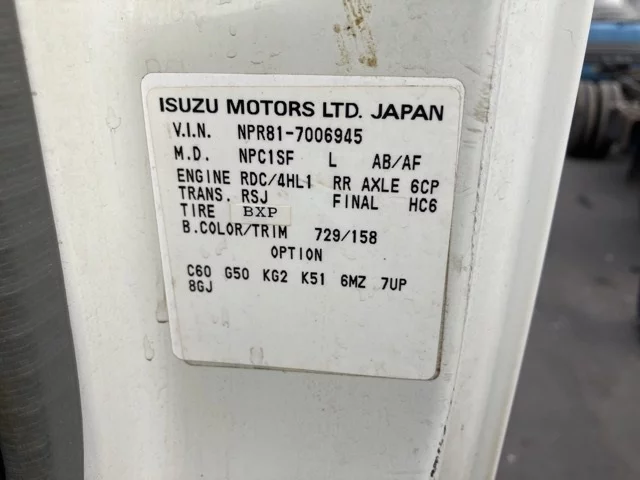 ISUZU MOTORS LTD. JAPAN
V.I.N. NPR81-7006945
M.D. NPC1SF L AB/AF
ENGINE RDC/4HL1 RR AXLE 6CP
TRANS. RSJ FINAL HC6
TIRE BXP
B.COLOR/TRIM 729/158
OPTION
C60 G50 KG2 K51 6MZ 7UP
8GJ